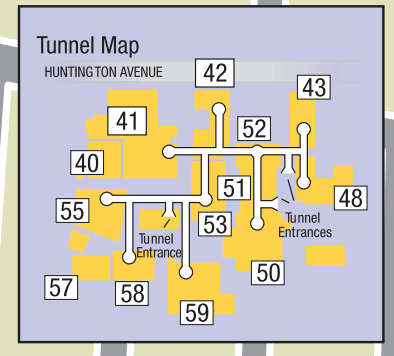 Tunnel Map
HUNTINGTON AVENUE
42
43
41
52
40
51
48
55
53
Tunnel
Entrances
Tunnel
Entrance
50
57
58
59